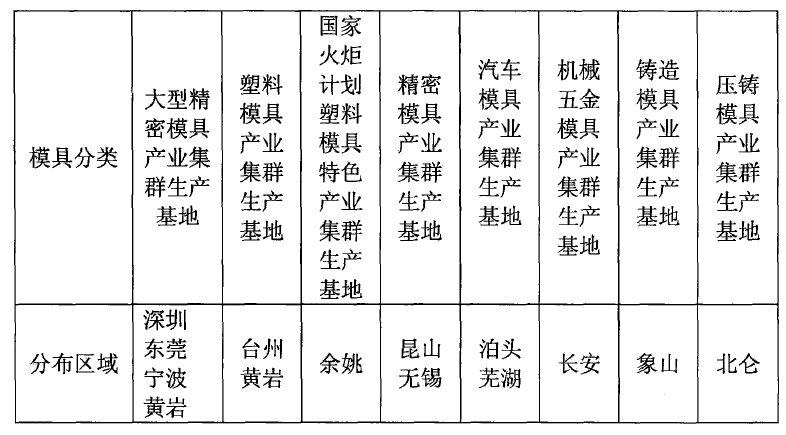 模具分类
大型精
密模具
产业集
群生产
基地
塑料
模具
产业
集群
生产
基地
国家
火炬
计划
塑料
模具
特色
产业
集群
生产
基地
精密
模具
产业
集群
生产
基地
汽车
模具
产业
集群
生产
基地
机械
五金
模具
产业
集群
生产
基地
铸造
模具
产业
集群
生产
基地
压铸
模具
产业
集群
生产
基地
分布区域
深圳
东莞
宁波
黄岩
台州
黄岩
余姚
昆山
无锡
泊头
芜湖
长安
象山
北仑